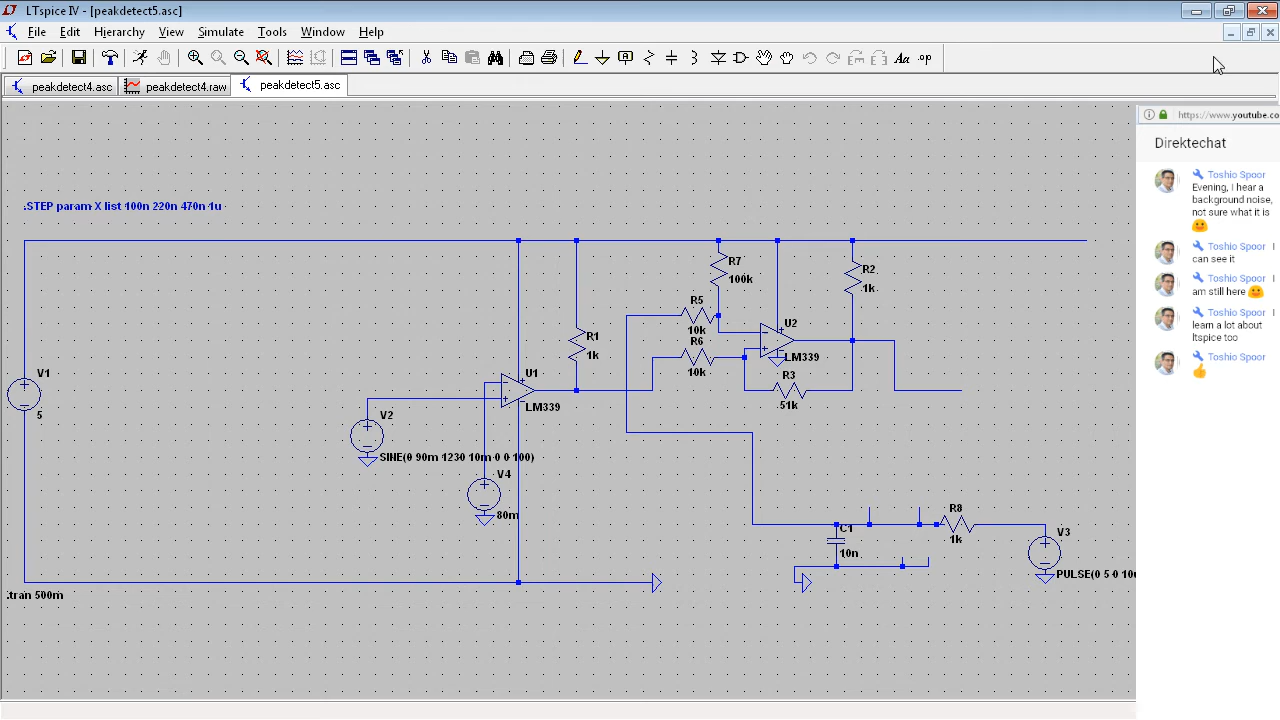 LTspice IV - [peakdetect5.asc]
File Edit Hierarchy View Simulate Tools Window Help
Aa .op
peakdetect4.asc peakdetect4.raw peakdetect5.asc
https://www.youtube.co
Direktechat
Toshio Spoor
Evening, I hear a
background noise,
not sure what it is
Toshio Spoor I
can see it
Toshio Spoor I
am still here
Toshio Spoor I
learn a lot about
ltspice too
Toshio Spoor
.STEP param X list 100n 220n 470n 1u
R7
100k
R2
1k
R5
10k
R6
10k
U2
LM339
R1
1k
R3
51k
U1
LM339
V1
5
V2
SINE(0 90m 1230 10m 0 0 100)
V4
80m
R8
1k
C1
10n
V3
PULSE(0 5 0 10u
.tran 500m